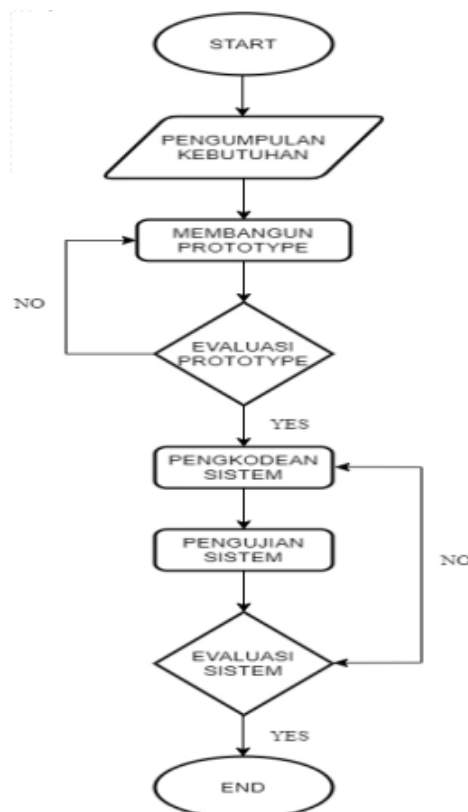 START
PENGUMPULAN
KEBUTUHAN
MEMBANGUN
PROTOTYPE
NO
EVALUASI
PROTOTYPE
YES
PENGKODEAN
SISTEM
PENGUJIAN
SISTEM
NO
EVALUASI
SISTEM
YES
END